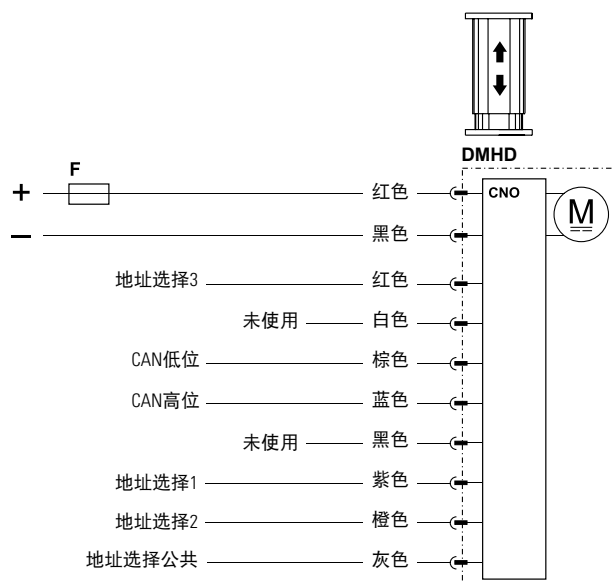 DMHD
F
+ 红色 CNO
M
− 黑色
地址选择3 红色
未使用 白色
CAN低位 棕色
CAN高位 蓝色
未使用 黑色
地址选择1 紫色
地址选择2 橙色
地址选择公共 灰色